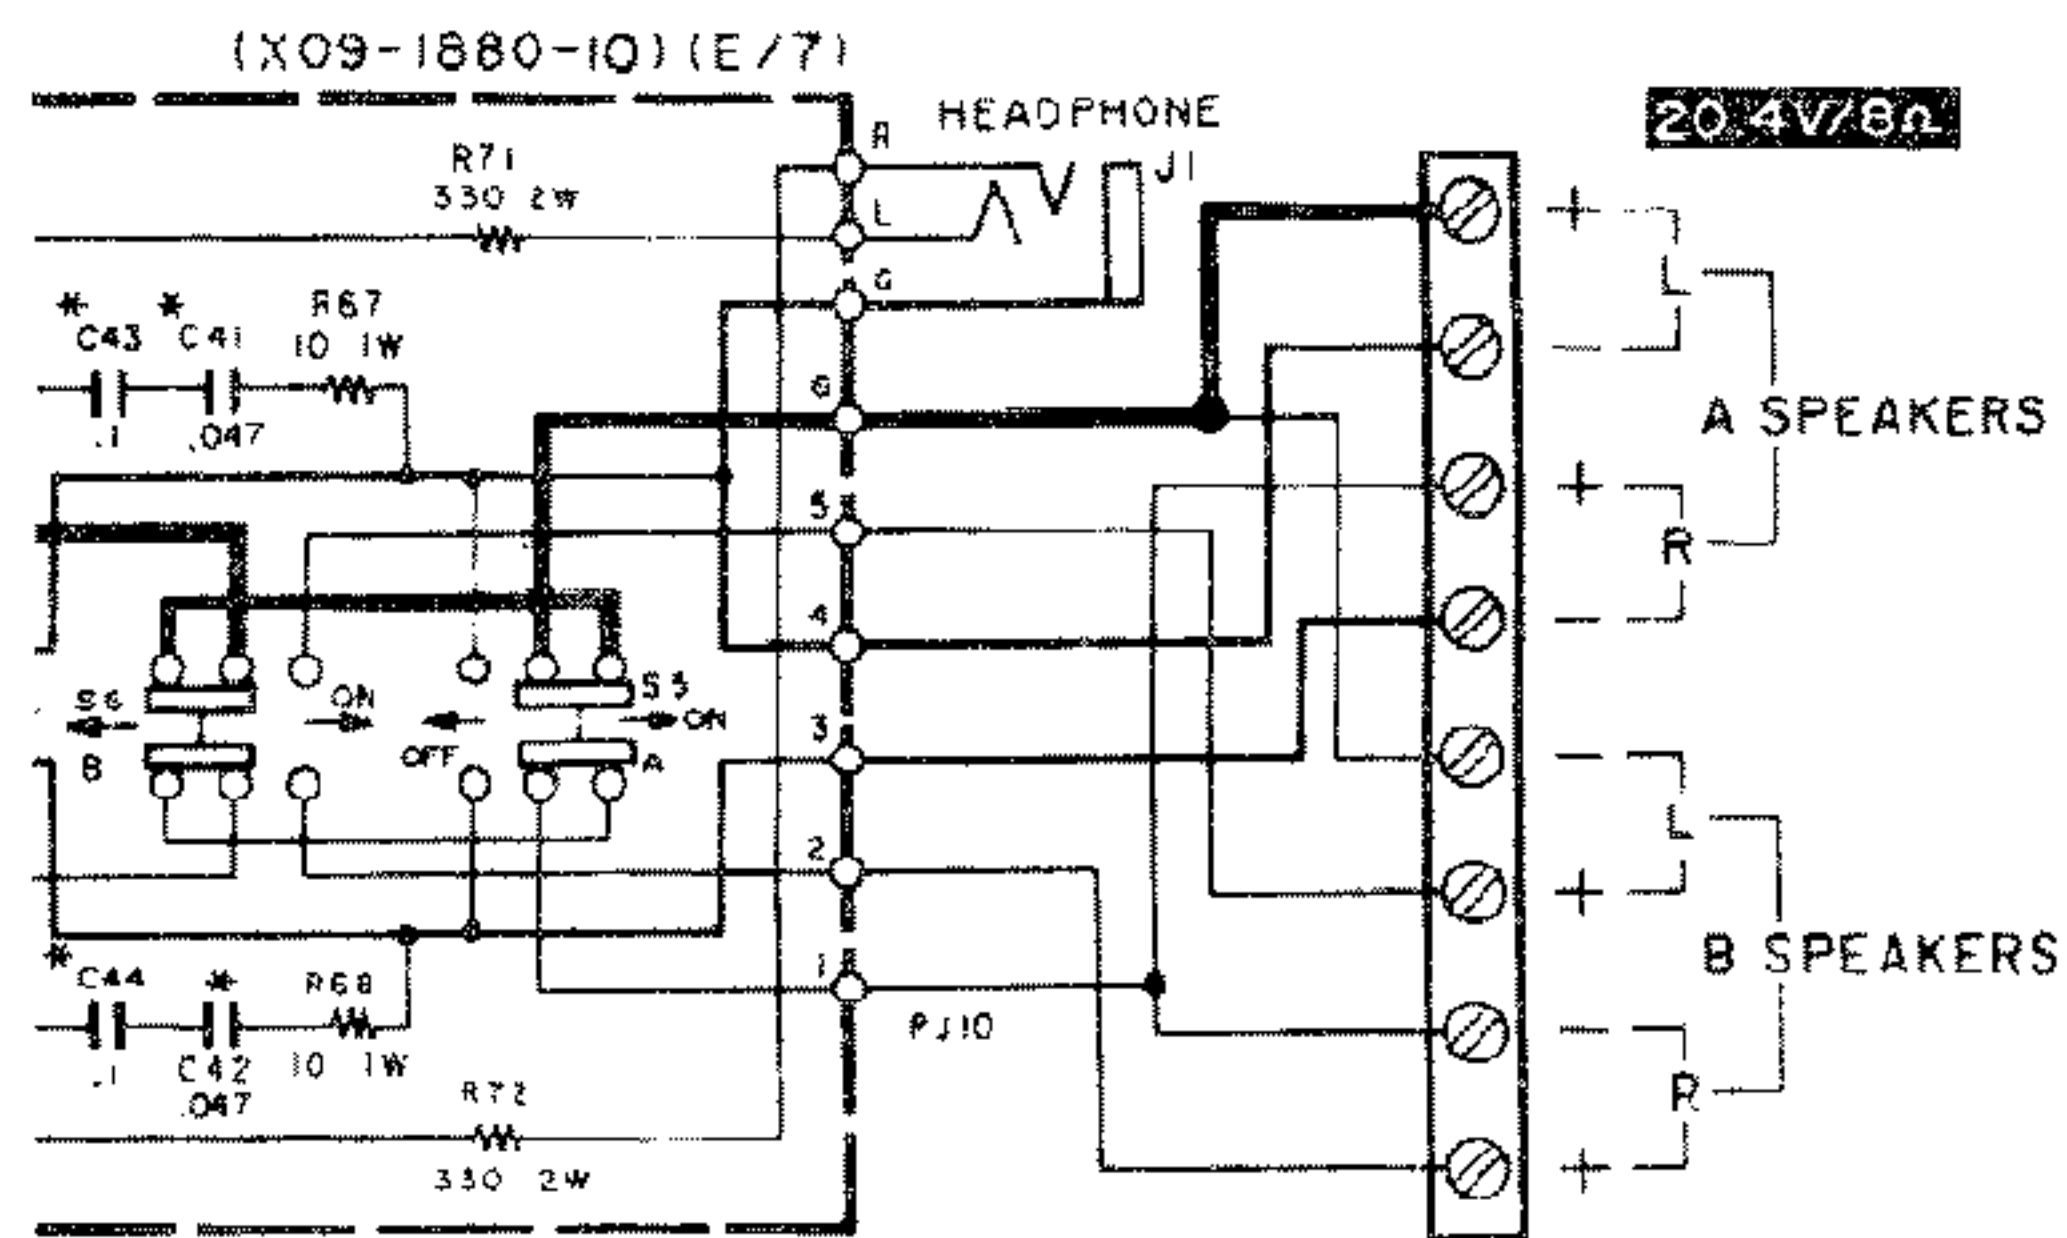 (X09-1880-10)(E/7)
HEADPHONE
20.4V/8Ω
R
J1
R71
330 2W
L
+
G
L
* *
C43 C41
R67
10 1W
6
.1 .047
A SPEAKERS
5
+
R
4
S6
ON
S5
ON
3
B
OFF
A
L
2
+
B SPEAKERS
*
C44 *
R68
1
PJ10
.1
C42
10 1W
.047
R72
R
330 2W
+